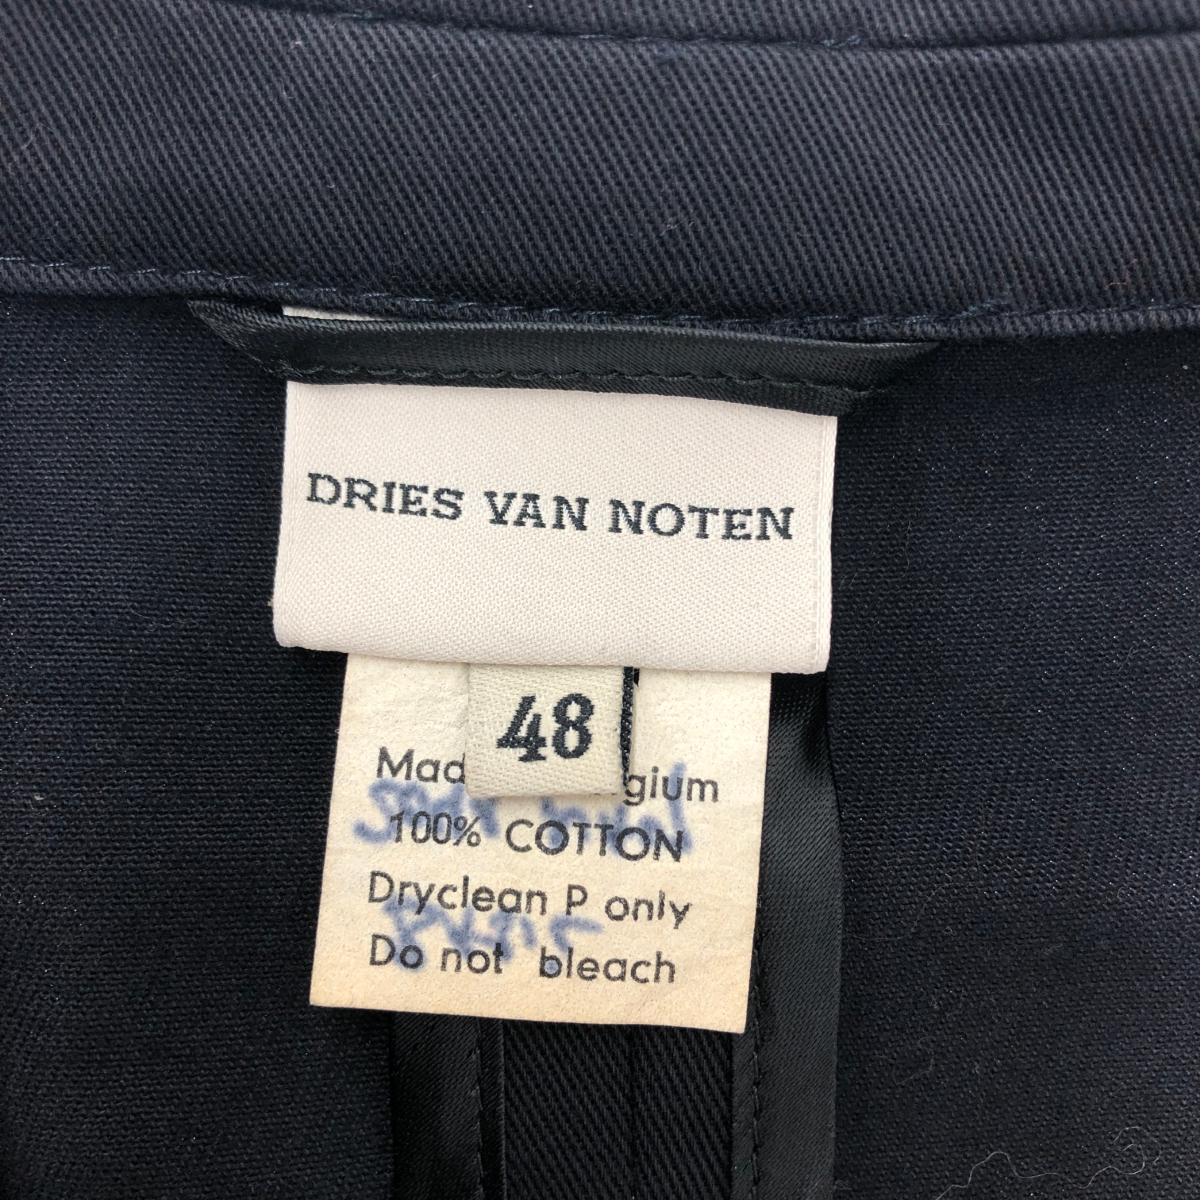 DRIES VAN NOTEN
48
Mad gium
100% COTTON
Dryclean P only
Do not bleach